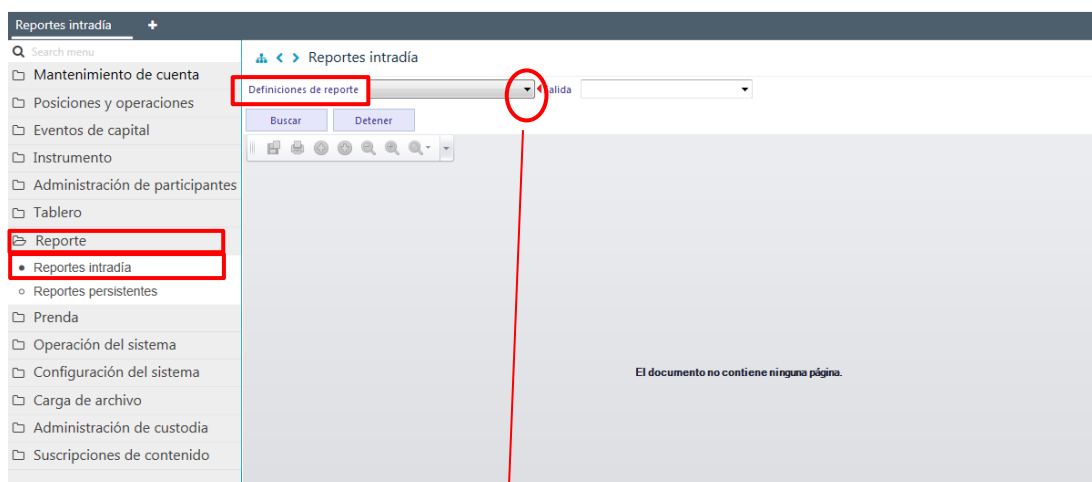 Reportes intradía +
Search menu
Mantenimiento de cuenta
Posiciones y operaciones
Eventos de capital
Instrumento
Administración de participantes
Tablero
Reporte
Reportes intradía
Reportes persistentes
Prenda
Operación del sistema
Configuración del sistema
Carga de archivo
Administración de custodia
Suscripciones de contenido
Reportes intradía
Definiciones de reporte
alida
Buscar Detener
El documento no contiene ninguna página.